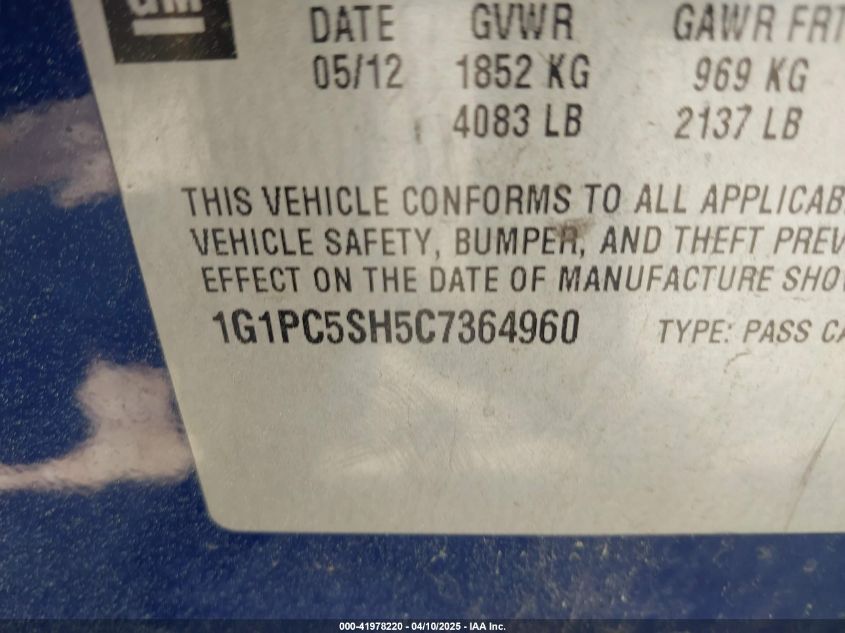 GM
DATE GVWR GAWR FRT
05/12 1852 KG 969 KG
4083 LB 2137 LB
THIS VEHICLE CONFORMS TO ALL APPLICAB
VEHICLE SAFETY, BUMPER, AND THEFT PREV
EFFECT ON THE DATE OF MANUFACTURE SHO
1G1PC5SH5C7364960 TYPE: PASS CA
000-41978220 - 04/10/2025 - IAA Inc.